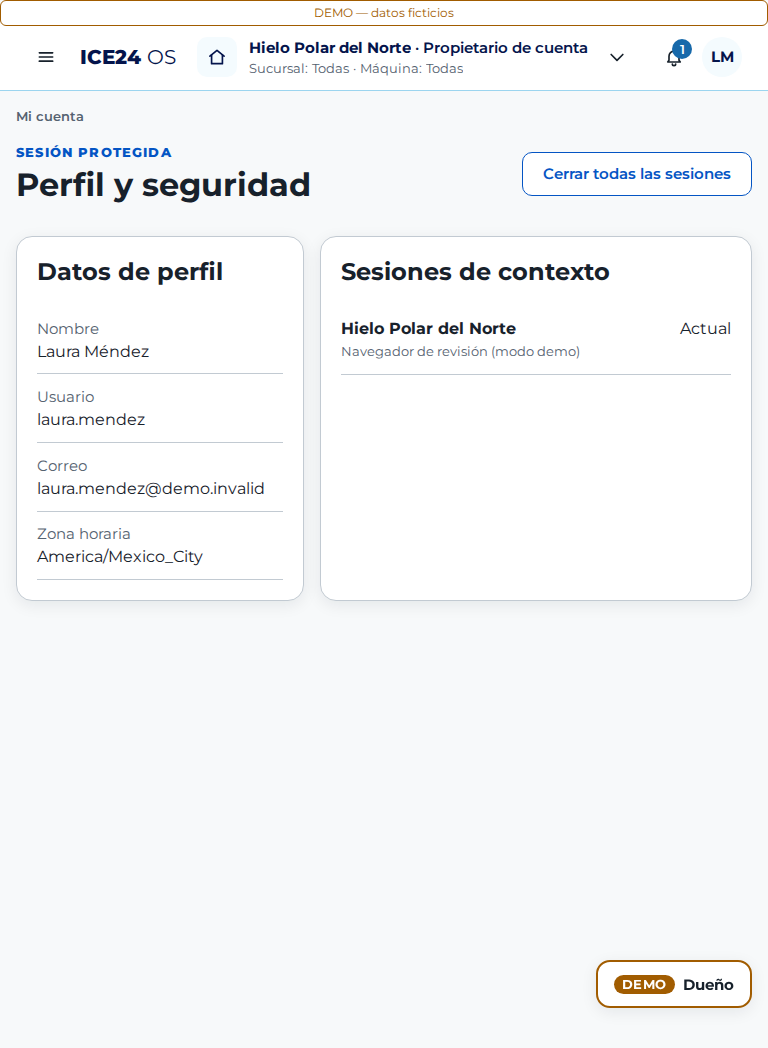 DEMO — datos ficticios
ICE24 OS
Hielo Polar del Norte · Propietario de cuenta
Sucursal: Todas · Máquina: Todas
1
LM
Mi cuenta
SESIÓN PROTEGIDA
Perfil y seguridad
Cerrar todas las sesiones
Datos de perfil
Nombre
Laura Méndez
Usuario
laura.mendez
Correo
laura.mendez@demo.invalid
Zona horaria
America/Mexico_City
Sesiones de contexto
Hielo Polar del Norte
Actual
Navegador de revisión (modo demo)
DEMO Dueño